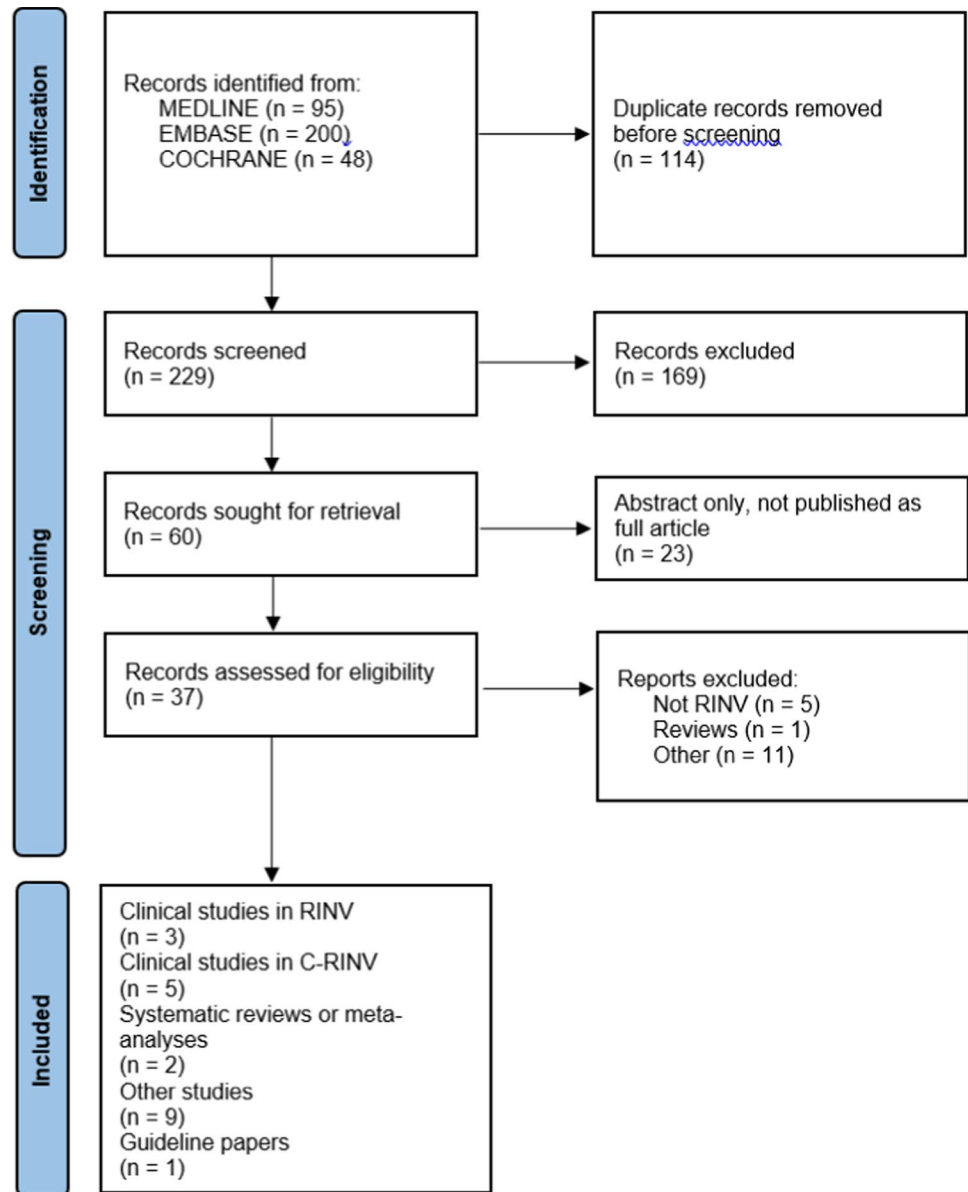 Identification
Records identified from:
MEDLINE (n = 95)
EMBASE (n = 200)
COCHRANE (n = 48)
Duplicate records removed
before screening
(n = 114)
Screening
Records screened
(n = 229)
Records excluded
(n = 169)
Records sought for retrieval
(n = 60)
Abstract only, not published as
full article
(n = 23)
Records assessed for eligibility
(n = 37)
Reports excluded:
Not RINV (n = 5)
Reviews (n = 1)
Other (n = 11)
Included
Clinical studies in RINV
(n = 3)
Clinical studies in C-RINV
(n = 5)
Systematic reviews or meta-
analyses
(n = 2)
Other studies
(n = 9)
Guideline papers
(n = 1)